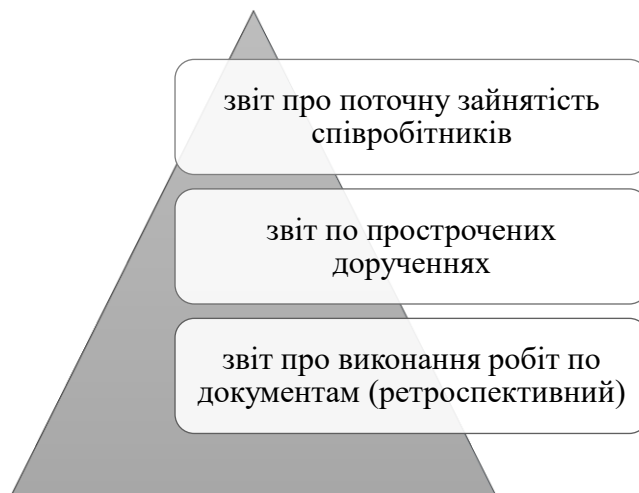 звіт про поточну зайнятість
співробітників
звіт по прострочених
дорученнях
звіт про виконання робіт по
документам (ретроспективний)